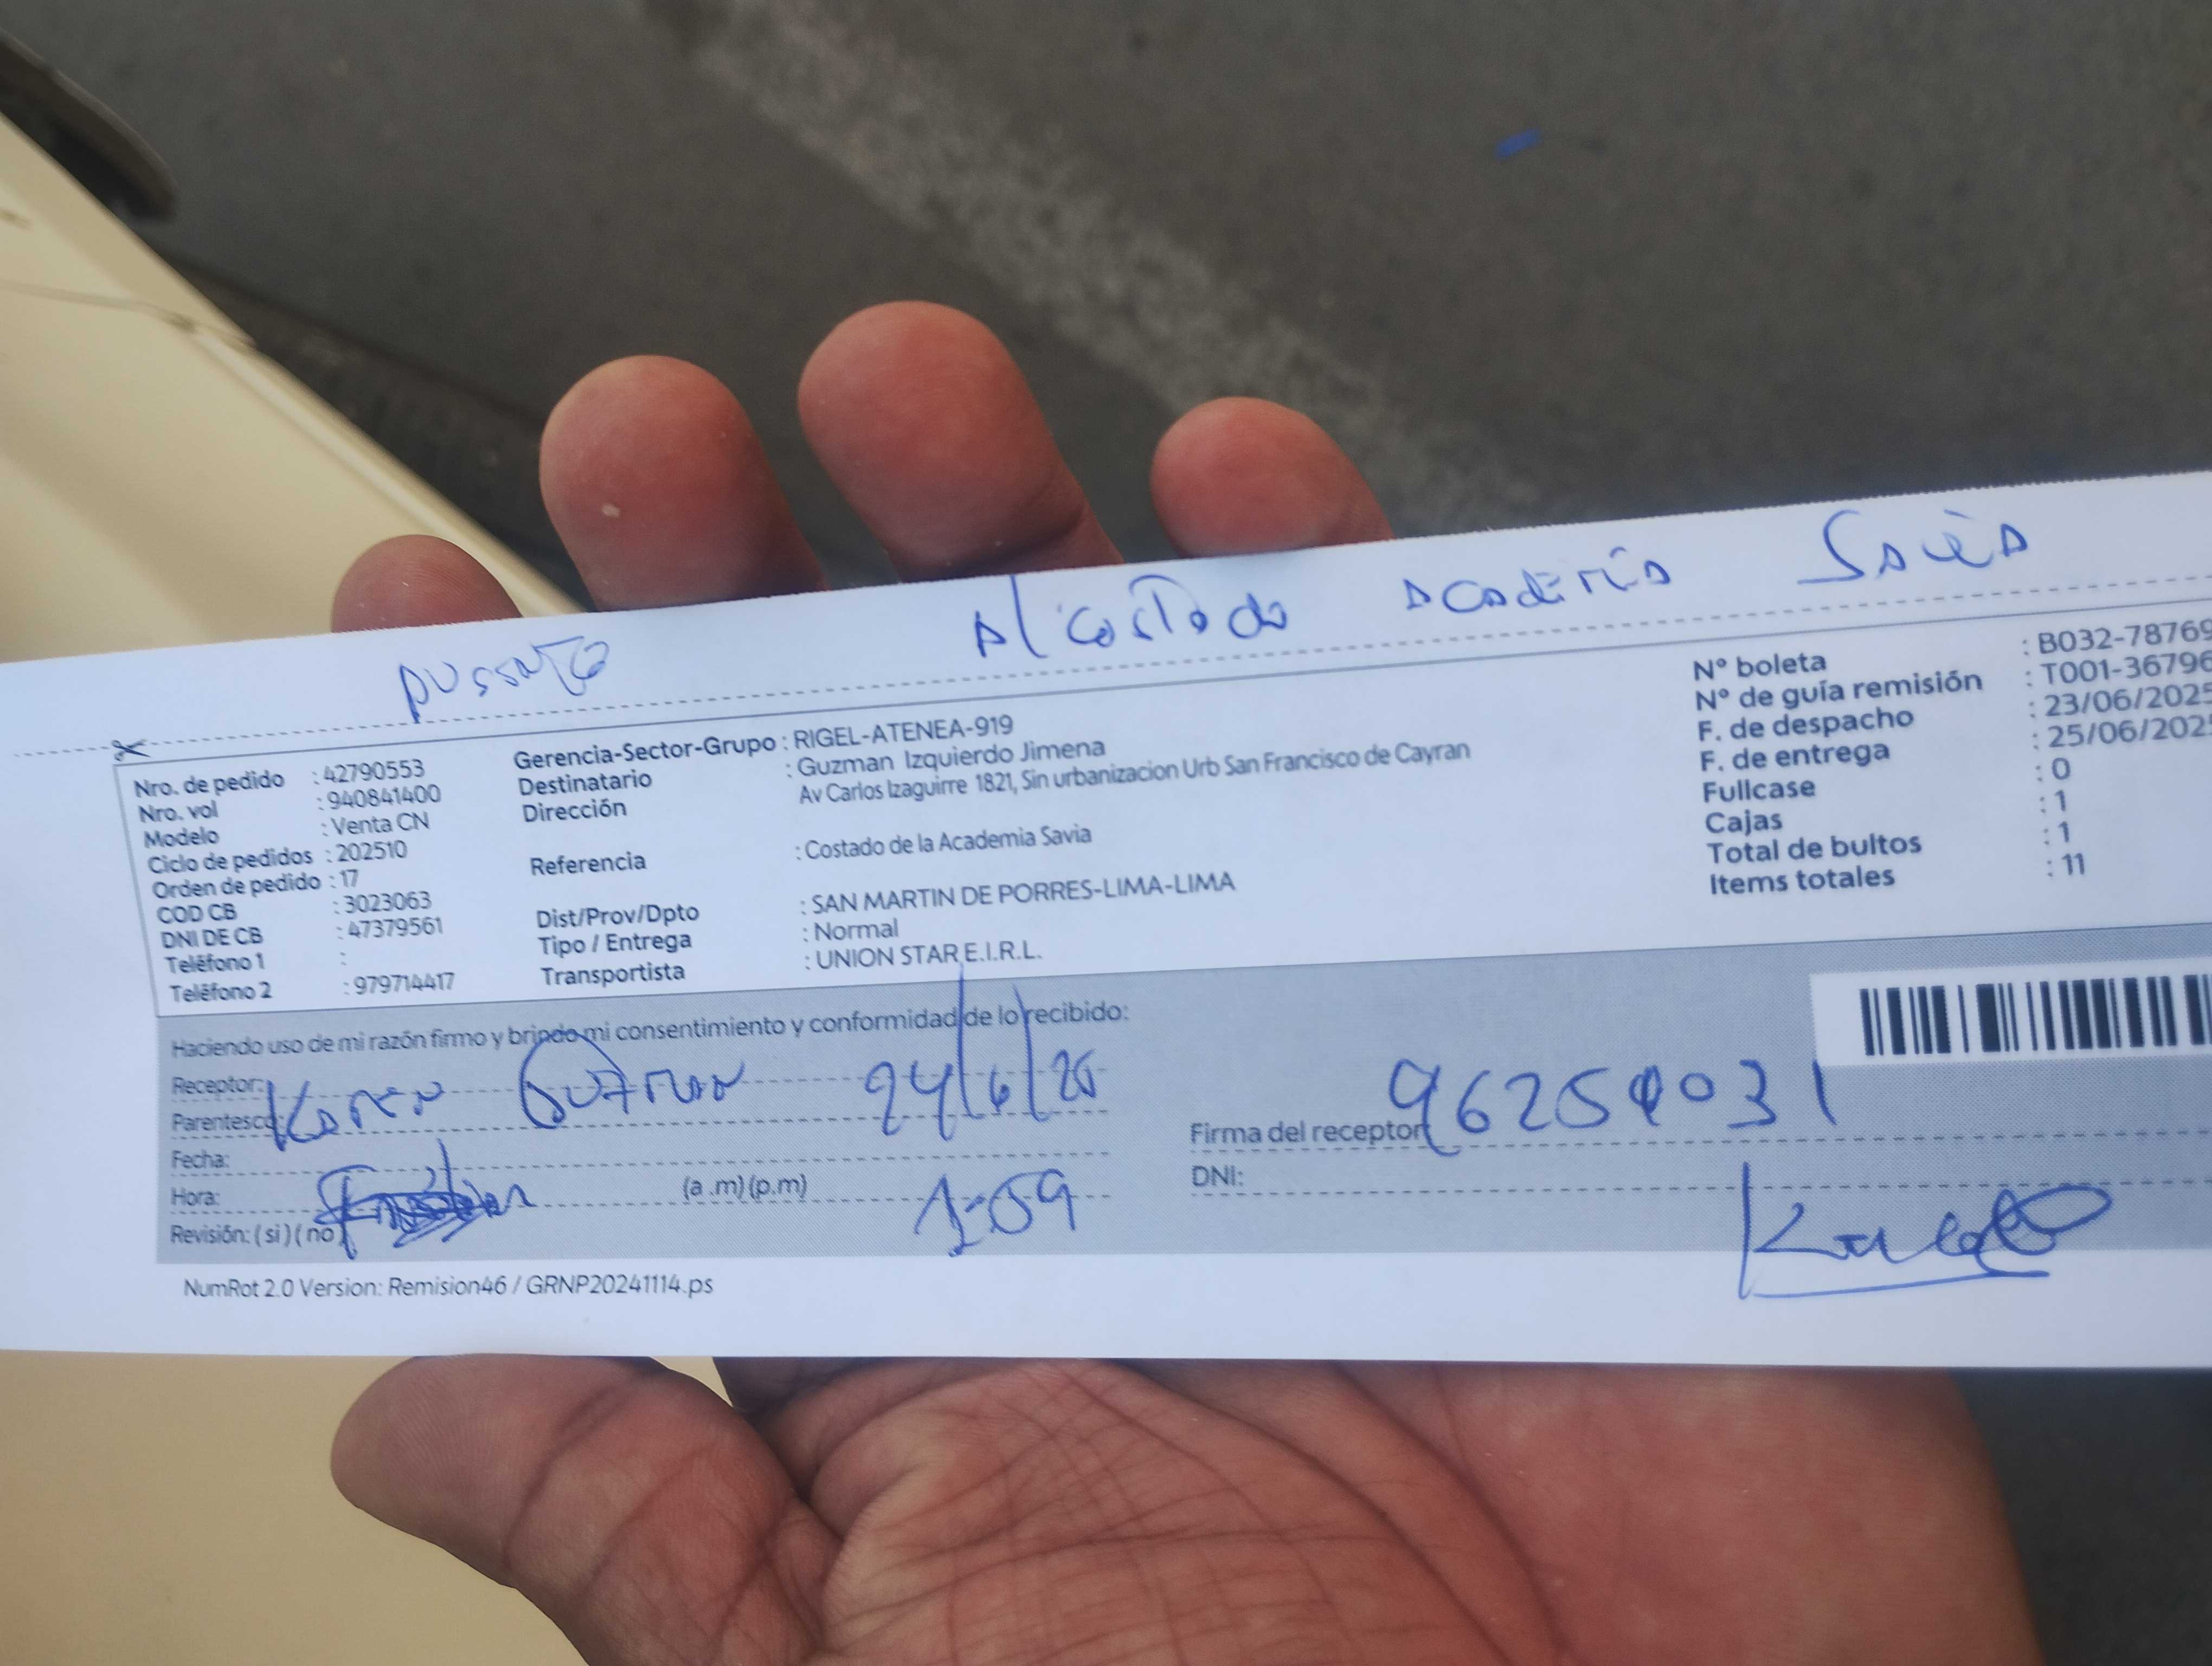 Al costado academia Savia
Nro. de pedido : 42790553
Nro. vol : 940841400
Modelo : Venta CN
Ciclo de pedidos : 202510
Orden de pedido : 17
COD CB : 3023063
DNI DE CB : 47379561
Teléfono 1 :
Teléfono 2 : 979714417
Gerencia-Sector-Grupo : RIGEL-ATENEA-919
Destinatario : Guzman Izquierdo Jimena
Dirección Av Carlos Izaguirre 1821, Sin urbanizacion Urb San Francisco de Cayran
Referencia : Costado de la Academia Savia
Dist/Prov/Dpto : SAN MARTIN DE PORRES-LIMA-LIMA
Tipo / Entrega : Normal
Transportista : UNION STAR E.I.R.L.
N° boleta : B032-78769
N° de guía remisión : T001-36796
F. de despacho : 23/06/2025
F. de entrega : 25/06/202
Fullcase : 0
Cajas : 1
Total de bultos : 1
Items totales : 11
Haciendo uso de mi razón firmo y brindo mi consentimiento y conformidad de lo recibido:
Receptor:
Karen Guzman 24/6/25
Parentesco:
Fecha:
Hora: (a .m) (p.m) 1:59
Revisión: ( si ) ( no )
Firma del receptor
DNI:
NumRot 2.0 Version: Remision46 / GRNP20241114.ps